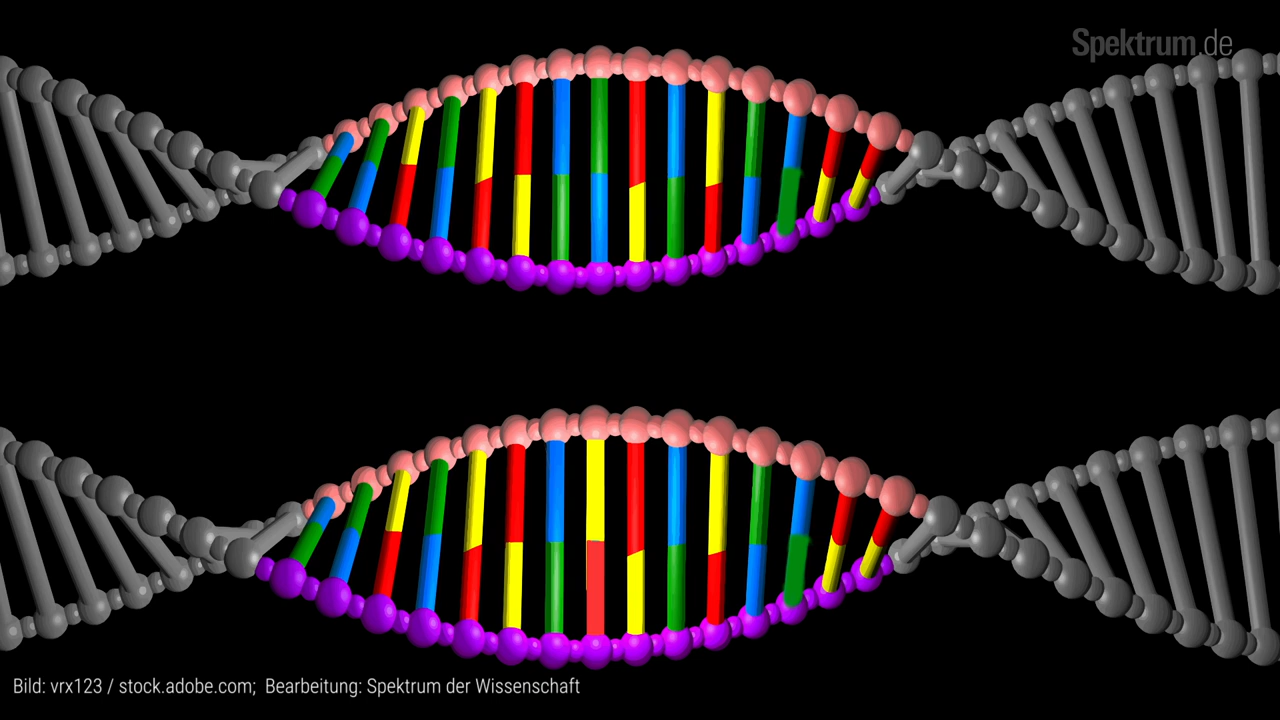 Spektrum.de
Bild: vrx123 / stock.adobe.com; Bearbeitung: Spektrum der Wissenschaft